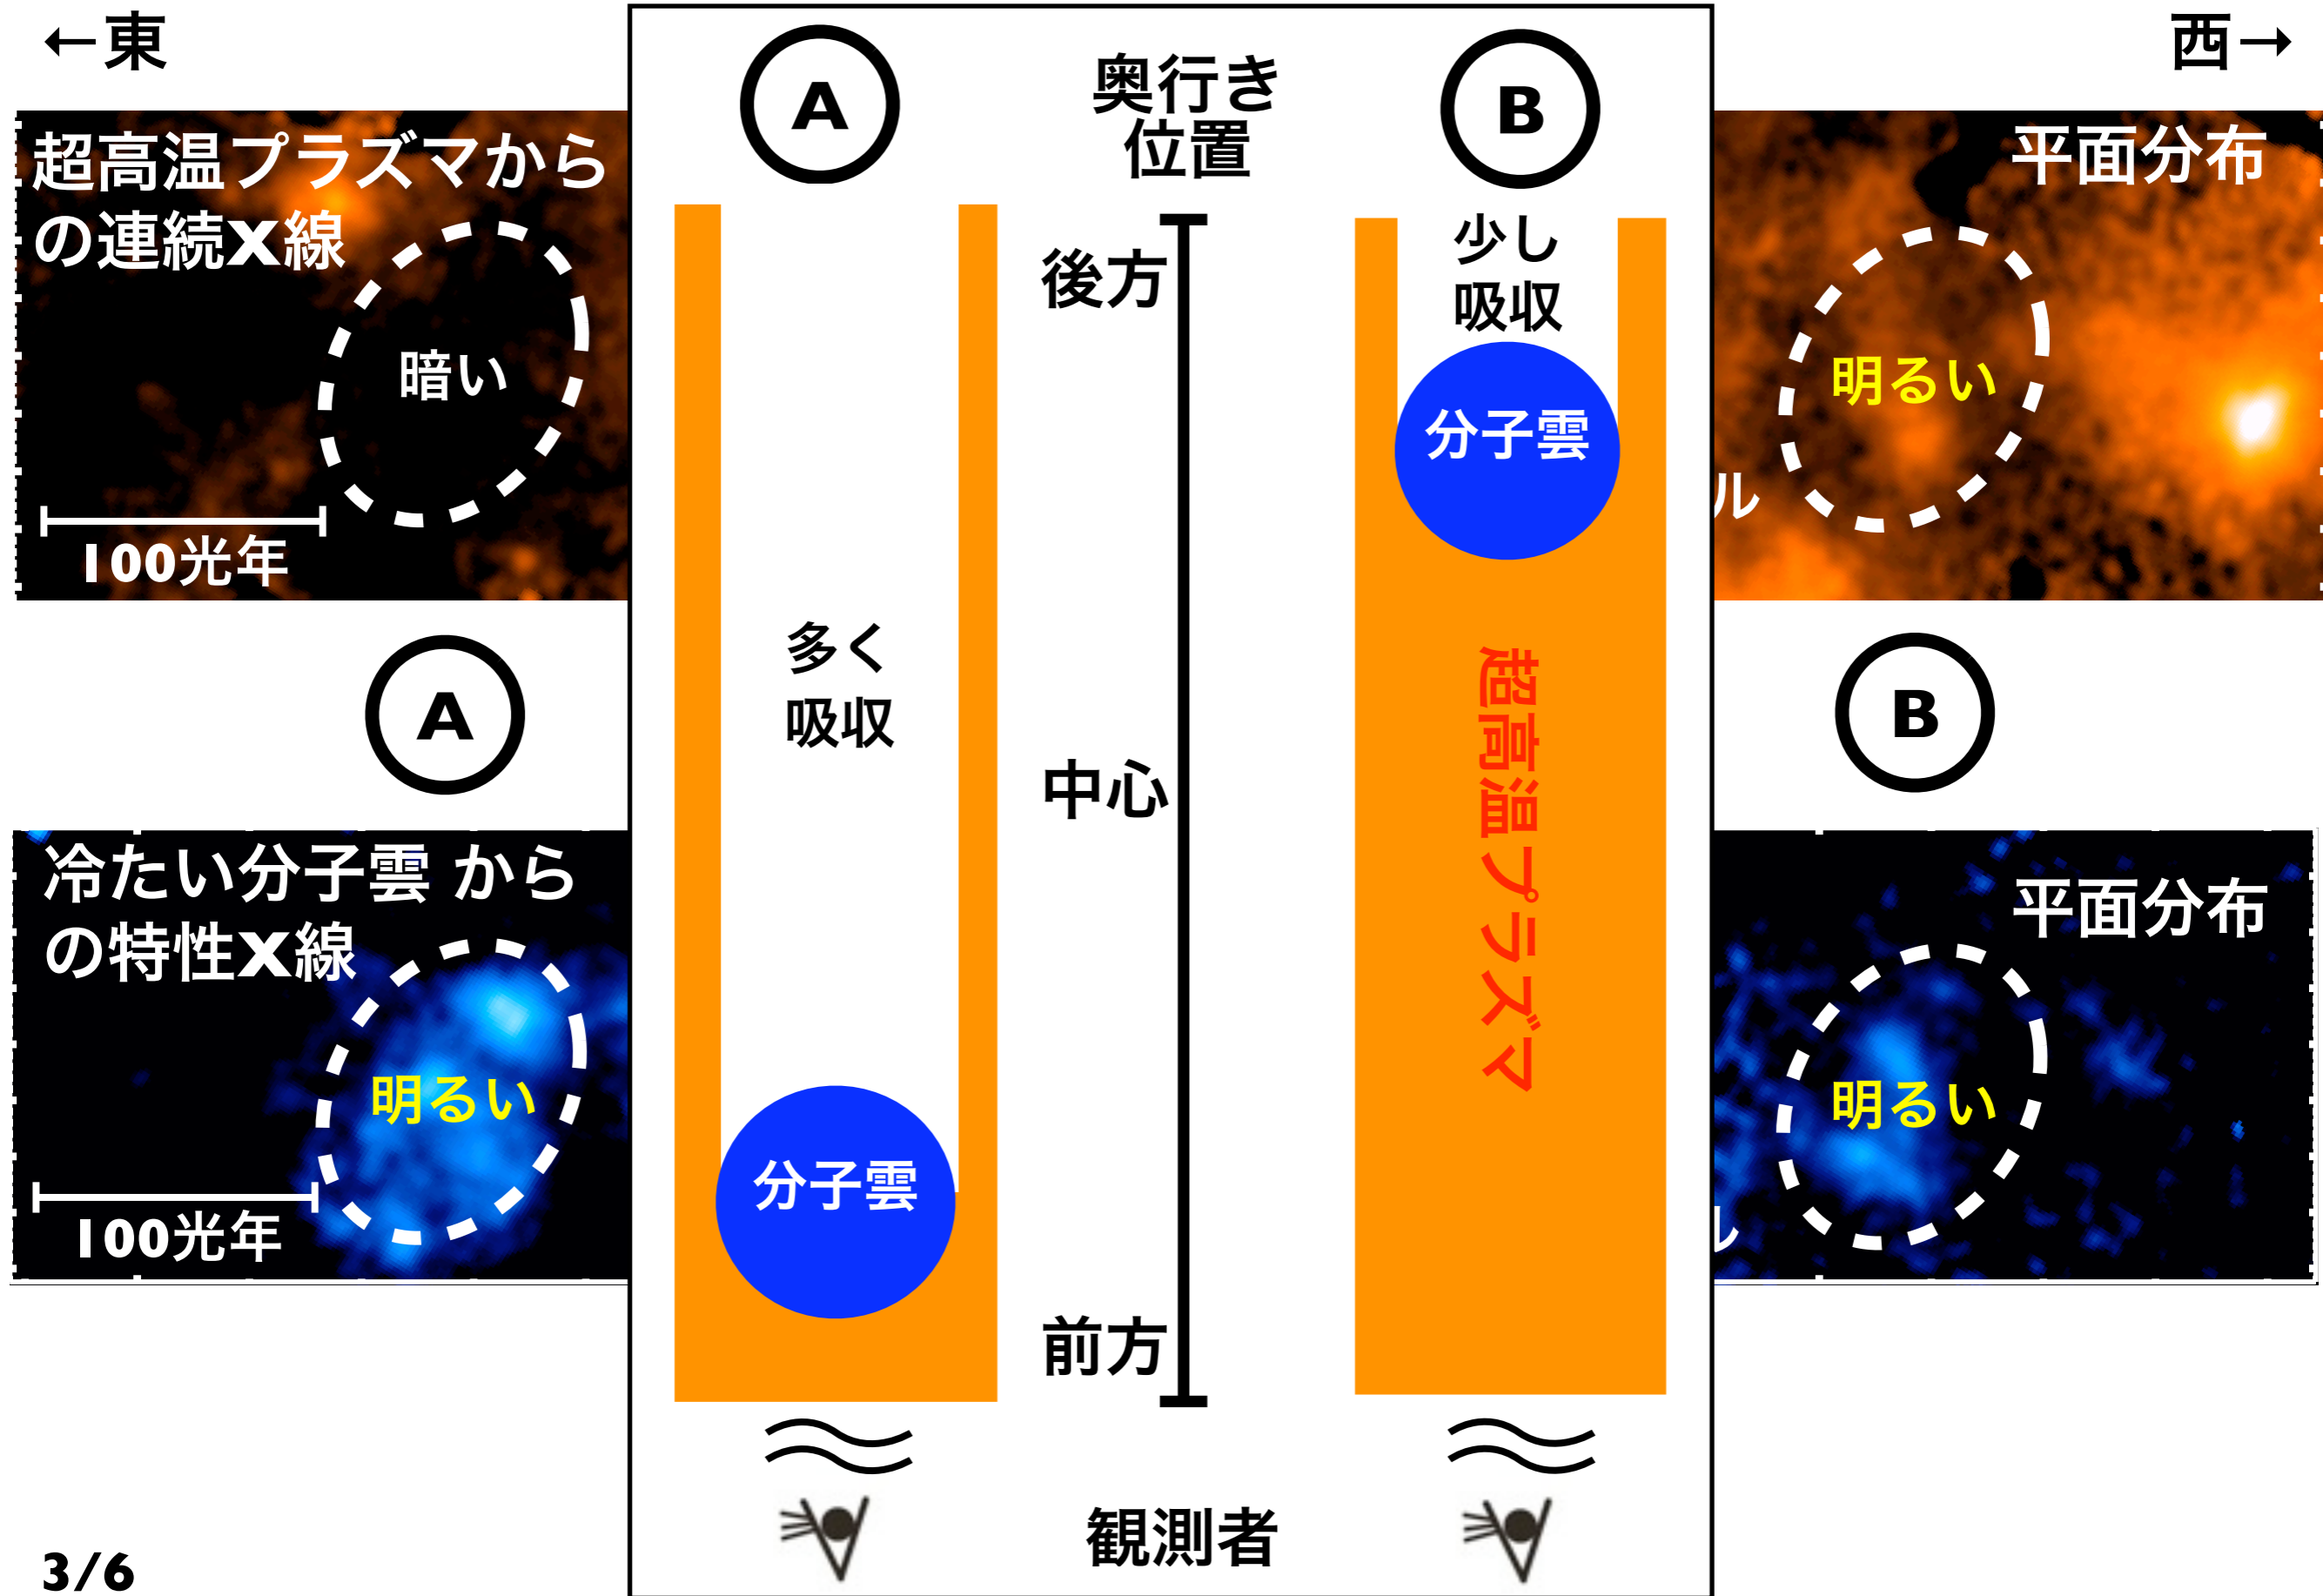 ←東
西→
超高温プラズマから
の連続X線
暗い
100光年
A
冷たい分子雲 から
の特性X線
明るい
100光年
A
多く
吸収
分子雲
奥行き
位置
後方
中心
前方
観測者
B
少し
吸収
分子雲
超高温プラズマ
平面分布
明るい
ル
B
平面分布
明るい
ル
3/6